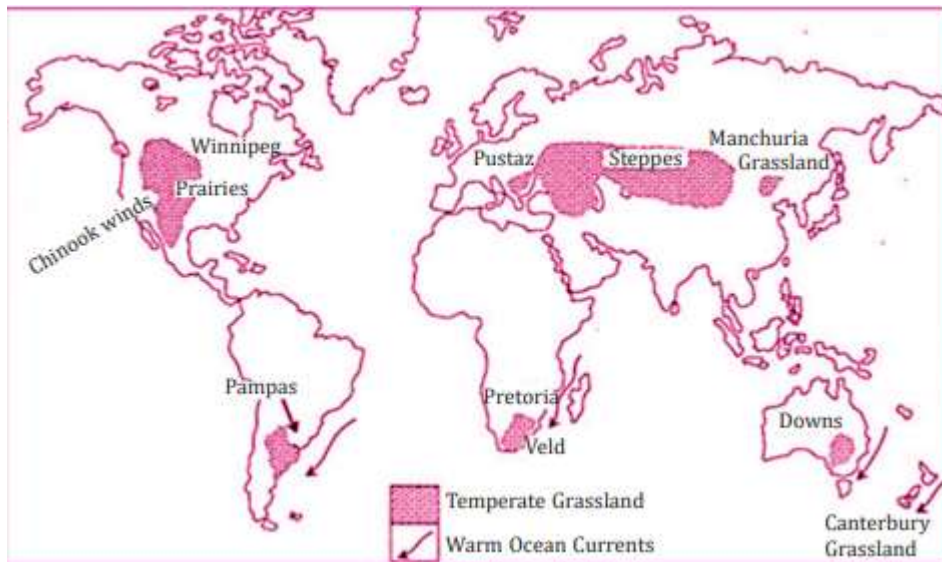 Winnipeg
Prairies
Chinook winds
Pustaz
Steppes
Manchuria
Grassland
Pampas
Pretoria
Veld
Downs
Canterbury
Grassland
Temperate Grassland
Warm Ocean Currents